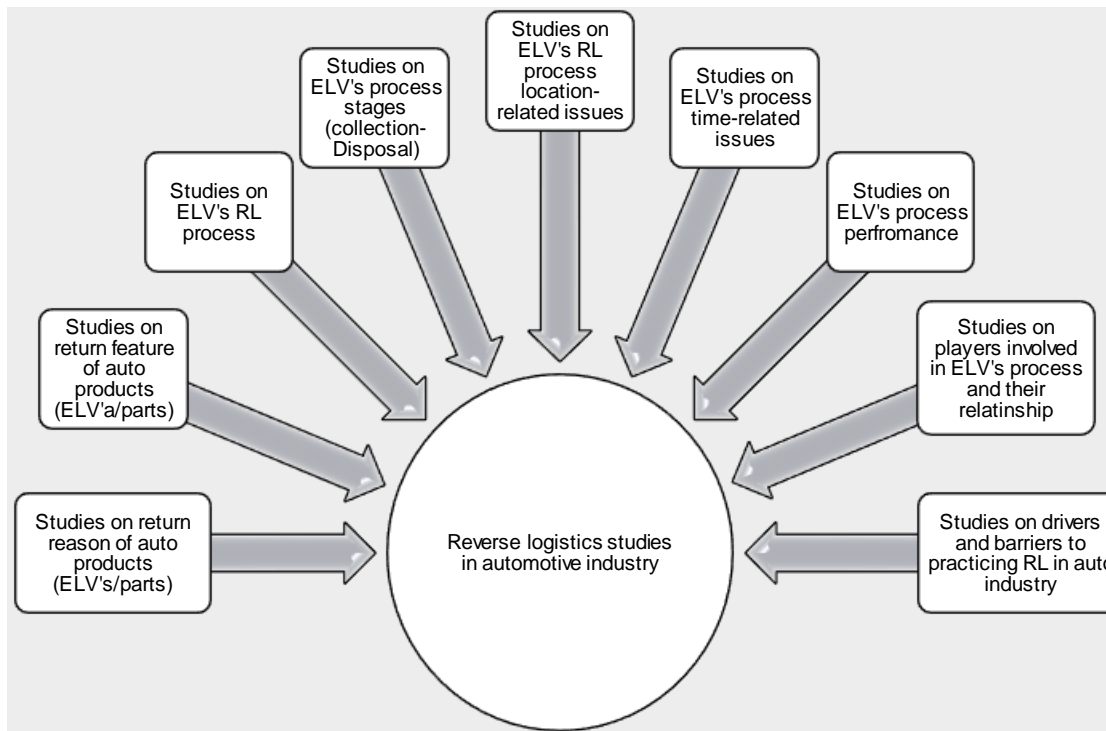 Studies on return
reason of auto
products
(ELV's/parts)
Studies on
return feature
of auto
products
(ELV'a/parts)
Studies on
ELV's RL
process
Studies on
ELV's process
stages
(collection-
Disposal)
Studies on
ELV's RL
process
location-
related issues
Studies on
ELV's process
time-related
issues
Studies on
ELV's process
perfromance
Studies on
players involved
in ELV's process
and their
relatinship
Studies on drivers
and barriers to
practicing RL in auto
industry
Reverse logistics studies
in automotive industry